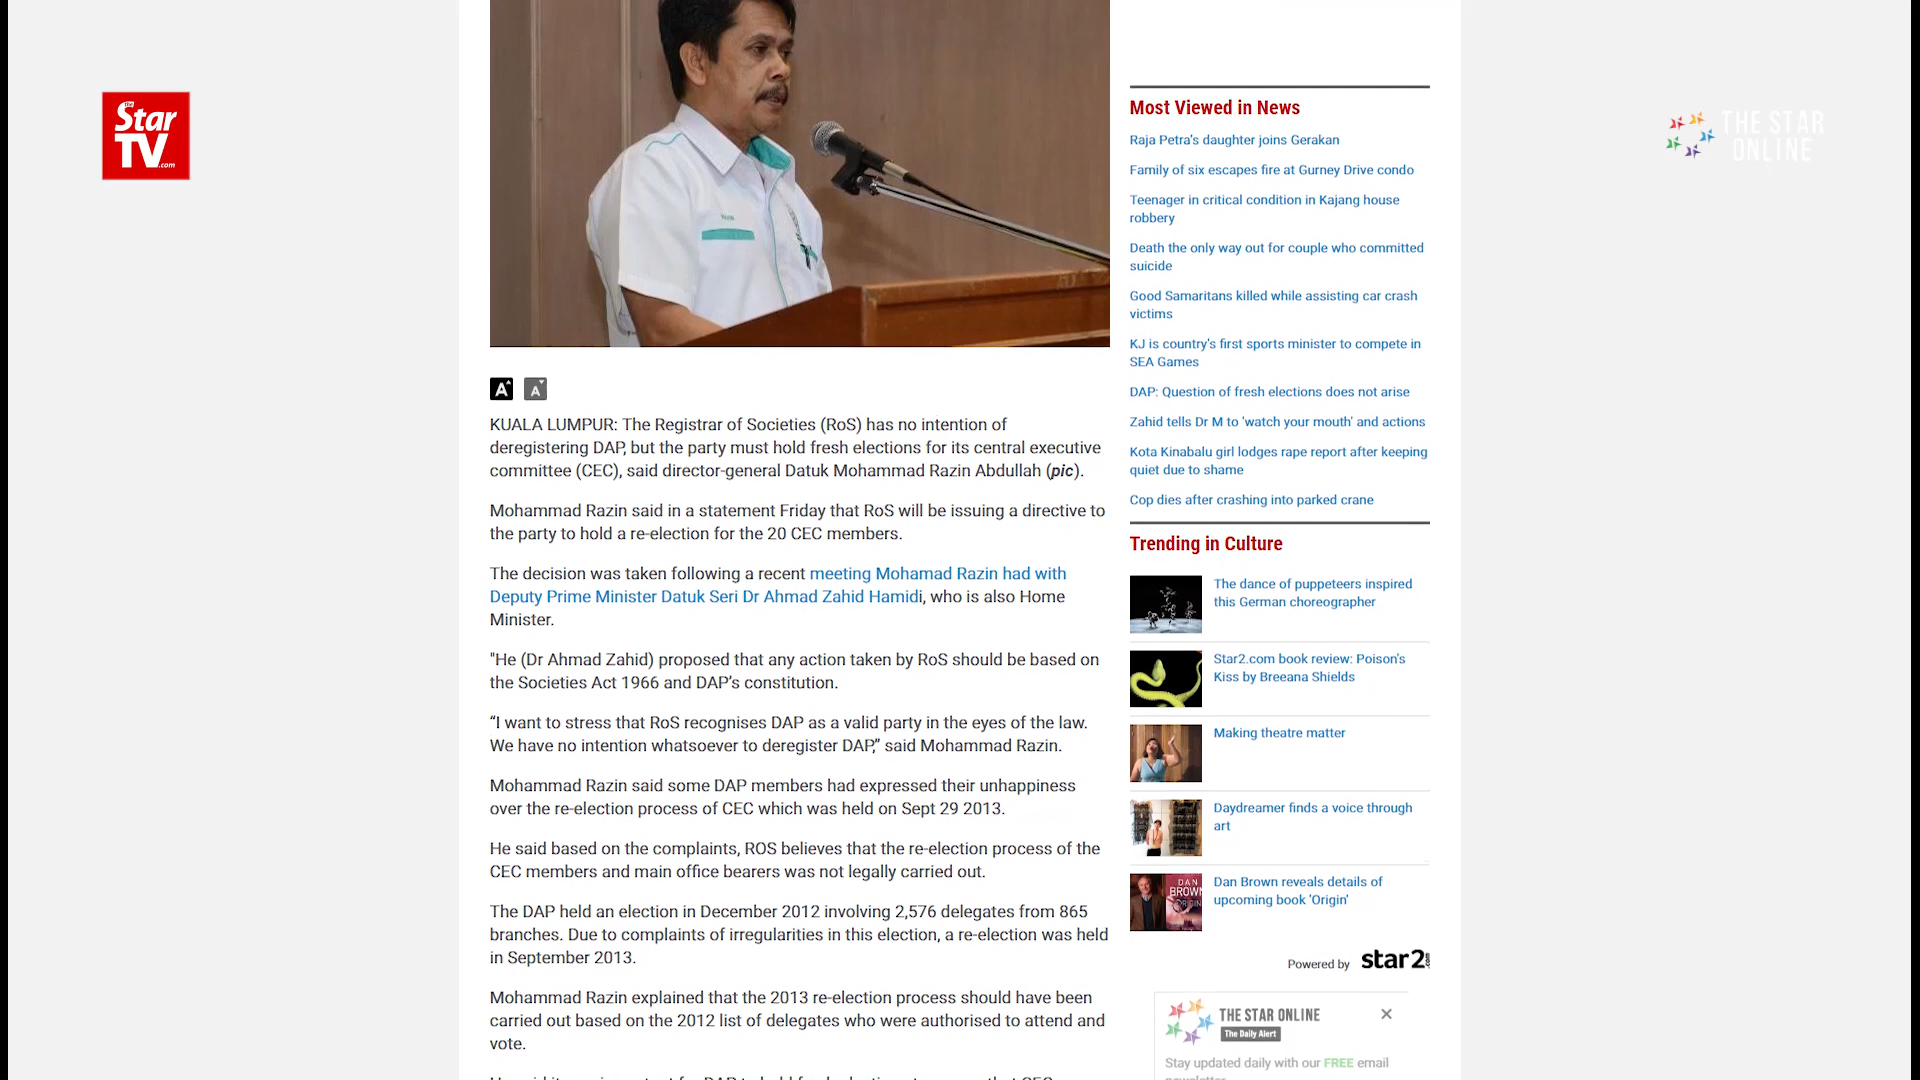 The Star TV.com
THE STAR
ONLINE
KUALA LUMPUR: The Registrar of Societies (RoS) has no intention of
deregistering DAP, but the party must hold fresh elections for its central executive
committee (CEC), said director-general Datuk Mohammad Razin Abdullah (pic).
Mohammad Razin said in a statement Friday that RoS will be issuing a directive to
the party to hold a re-election for the 20 CEC members.
The decision was taken following a recent meeting Mohamad Razin had with
Deputy Prime Minister Datuk Seri Dr Ahmad Zahid Hamidi, who is also Home
Minister.
"He (Dr Ahmad Zahid) proposed that any action taken by RoS should be based on
the Societies Act 1966 and DAP’s constitution.
“I want to stress that RoS recognises DAP as a valid party in the eyes of the law.
We have no intention whatsoever to deregister DAP,” said Mohammad Razin.
Mohammad Razin said some DAP members had expressed their unhappiness
over the re-election process of CEC which was held on Sept 29 2013.
He said based on the complaints, ROS believes that the re-election process of the
CEC members and main office bearers was not legally carried out.
The DAP held an election in December 2012 involving 2,576 delegates from 865
branches. Due to complaints of irregularities in this election, a re-election was held
in September 2013.
Mohammad Razin explained that the 2013 re-election process should have been
carried out based on the 2012 list of delegates who were authorised to attend and
vote.
Most Viewed in News
Raja Petra's daughter joins Gerakan
Family of six escapes fire at Gurney Drive condo
Teenager in critical condition in Kajang house
robbery
Death the only way out for couple who committed
suicide
Good Samaritans killed while assisting car crash
victims
KJ is country's first sports minister to compete in
SEA Games
DAP: Question of fresh elections does not arise
Zahid tells Dr M to 'watch your mouth' and actions
Kota Kinabalu girl lodges rape report after keeping
quiet due to shame
Cop dies after crashing into parked crane
Trending in Culture
The dance of puppeteers inspired
this German choreographer
Star2.com book review: Poison's
Kiss by Breeana Shields
Making theatre matter
Daydreamer finds a voice through
art
DAN
BROWN
ORIGIN
Dan Brown reveals details of
upcoming book 'Origin'
Powered by star2.com
THE STAR ONLINE
The Daily Alert
Stay updated daily with our FREE email